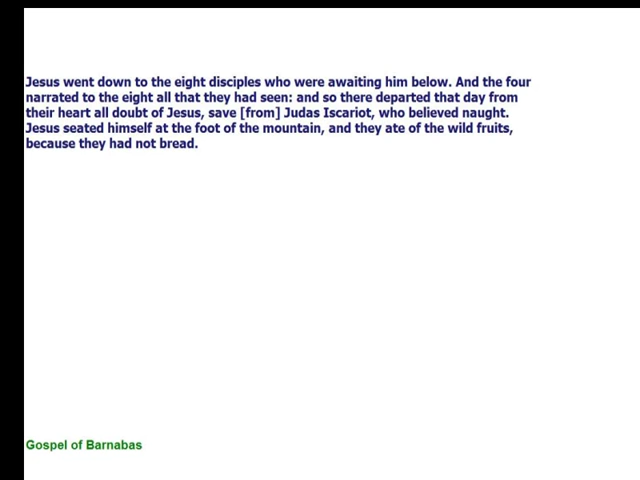 Jesus went down to the eight disciples who were awaiting him below. And the four
narrated to the eight all that they had seen: and so there departed that day from
their heart all doubt of Jesus, save [from] Judas Iscariot, who believed naught.
Jesus seated himself at the foot of the mountain, and they ate of the wild fruits,
because they had not bread.
Gospel of Barnabas